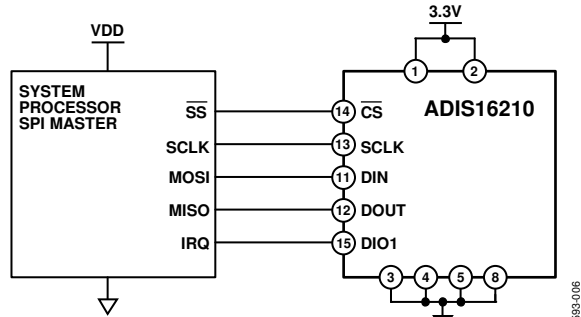 3.3V
VDD
1 2
SYSTEM
PROCESSOR
SPI MASTER
ADIS16210
SS 14 CS
SCLK 13 SCLK
MOSI 11 DIN
MISO 12 DOUT
IRQ 15 DIO1
3 4 5 8